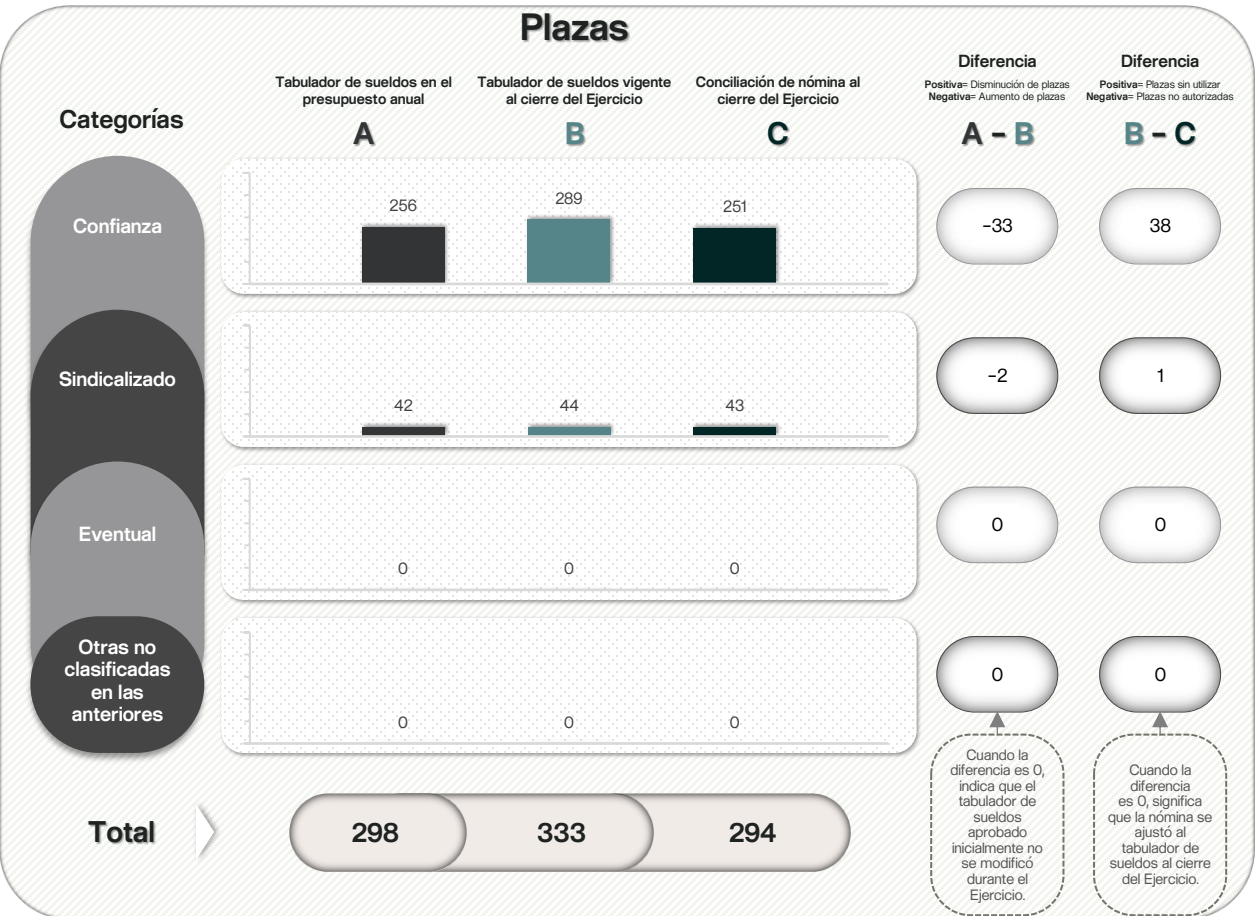 Plazas
Categorías
Tabulador de sueldos en el
presupuesto anual
A
Tabulador de sueldos vigente
al cierre del Ejercicio
B
Conciliación de nómina al
cierre del Ejercicio
C
Diferencia
Positiva= Disminución de plazas
Negativa= Aumento de plazas
A - B
Diferencia
Positiva= Plazas sin utilizar
Negativa= Plazas no autorizadas
B - C
Confianza
256
289
251
-33
38
Sindicalizado
42
44
43
-2
1
Eventual
0
0
0
0
0
Otras no
clasificadas
en las
anteriores
0
0
0
0
0
Total
298
333
294
Cuando la
diferencia es 0,
indica que el
tabulador de
sueldos
aprobado
inicialmente no
se modificó
durante el
Ejercicio.
Cuando la
diferencia
es 0, significa
que la nómina se
ajustó al
tabulador de
sueldos al cierre
del Ejercicio.